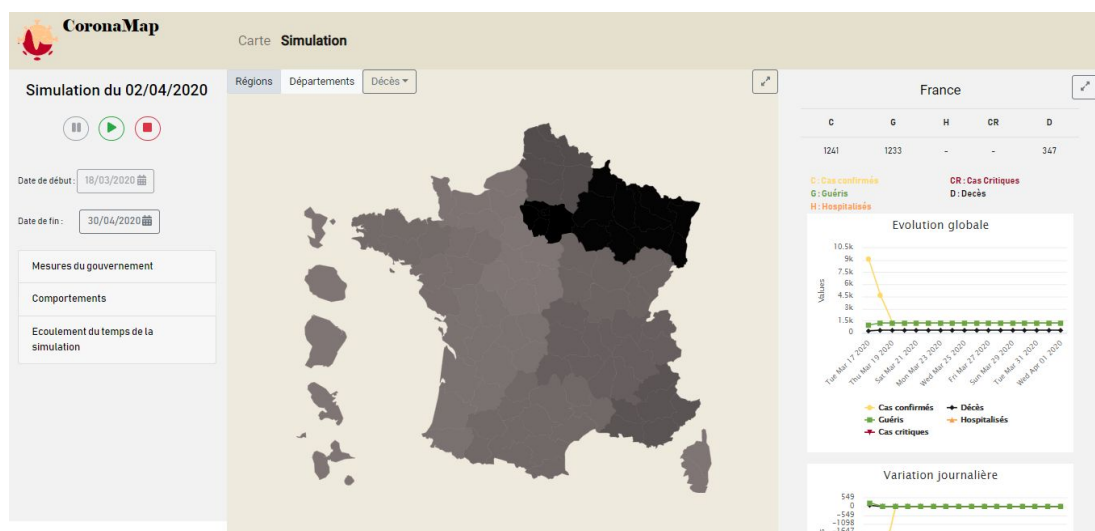 CoronaMap
Carte Simulation
Simulation du 02/04/2020
Date de début : 18/03/2020
Date de fin : 30/04/2020
Mesures du gouvernement
Comportements
Ecoulement du temps de la
simulation
Régions Départements Décès
France
C G H CR D
1241 1233 - - 347
C : Cas confirmés CR : Cas Critiques
G : Guéris D : Decès
H : Hospitalisés
Evolution globale
Values
10.5k
9k
7.5k
6k
4.5k
3k
1.5k
0
Tue Mar 17 2020
Thu Mar 19 2020
Sat Mar 21 2020
Mon Mar 23 2020
Wed Mar 25 2020
Fri Mar 27 2020
Sun Mar 29 2020
Tue Mar 31 2020
Wed Apr 01 2020
Cas confirmés Décès
Guéris Hospitalisés
Cas critiques
Variation journalière
549
0
-549
-1098